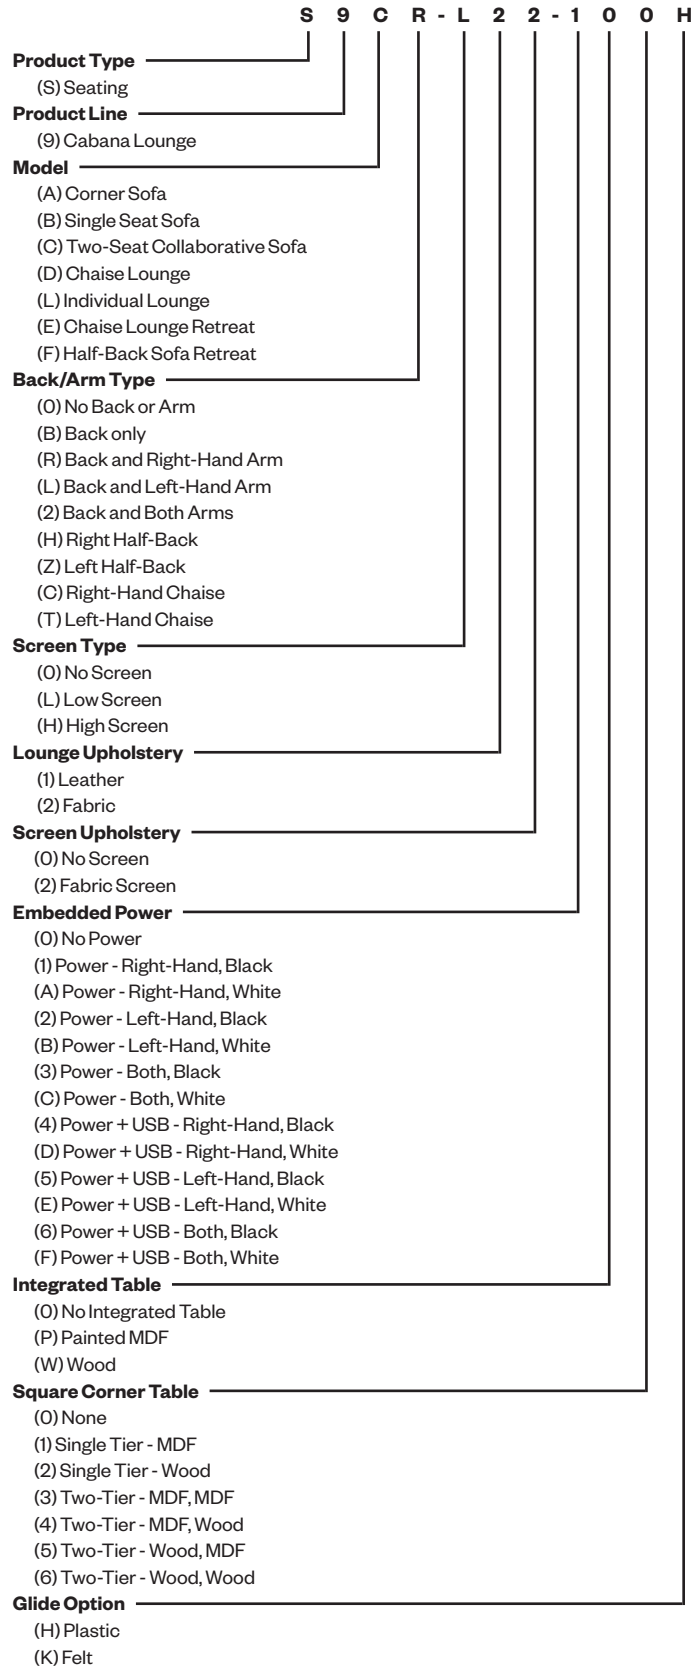 S 9 C R - L 2 2 - 1 0 0 H
Product Type
(S) Seating
Product Line
(9) Cabana Lounge
Model
(A) Corner Sofa
(B) Single Seat Sofa
(C) Two-Seat Collaborative Sofa
(D) Chaise Lounge
(L) Individual Lounge
(E) Chaise Lounge Retreat
(F) Half-Back Sofa Retreat
Back/Arm Type
(0) No Back or Arm
(B) Back only
(R) Back and Right-Hand Arm
(L) Back and Left-Hand Arm
(2) Back and Both Arms
(H) Right Half-Back
(Z) Left Half-Back
(C) Right-Hand Chaise
(T) Left-Hand Chaise
Screen Type
(0) No Screen
(L) Low Screen
(H) High Screen
Lounge Upholstery
(1) Leather
(2) Fabric
Screen Upholstery
(0) No Screen
(2) Fabric Screen
Embedded Power
(0) No Power
(1) Power - Right-Hand, Black
(A) Power - Right-Hand, White
(2) Power - Left-Hand, Black
(B) Power - Left-Hand, White
(3) Power - Both, Black
(C) Power - Both, White
(4) Power + USB - Right-Hand, Black
(D) Power + USB - Right-Hand, White
(5) Power + USB - Left-Hand, Black
(E) Power + USB - Left-Hand, White
(6) Power + USB - Both, Black
(F) Power + USB - Both, White
Integrated Table
(0) No Integrated Table
(P) Painted MDF
(W) Wood
Square Corner Table
(0) None
(1) Single Tier - MDF
(2) Single Tier - Wood
(3) Two-Tier - MDF, MDF
(4) Two-Tier - MDF, Wood
(5) Two-Tier - Wood, MDF
(6) Two-Tier - Wood, Wood
Glide Option
(H) Plastic
(K) Felt